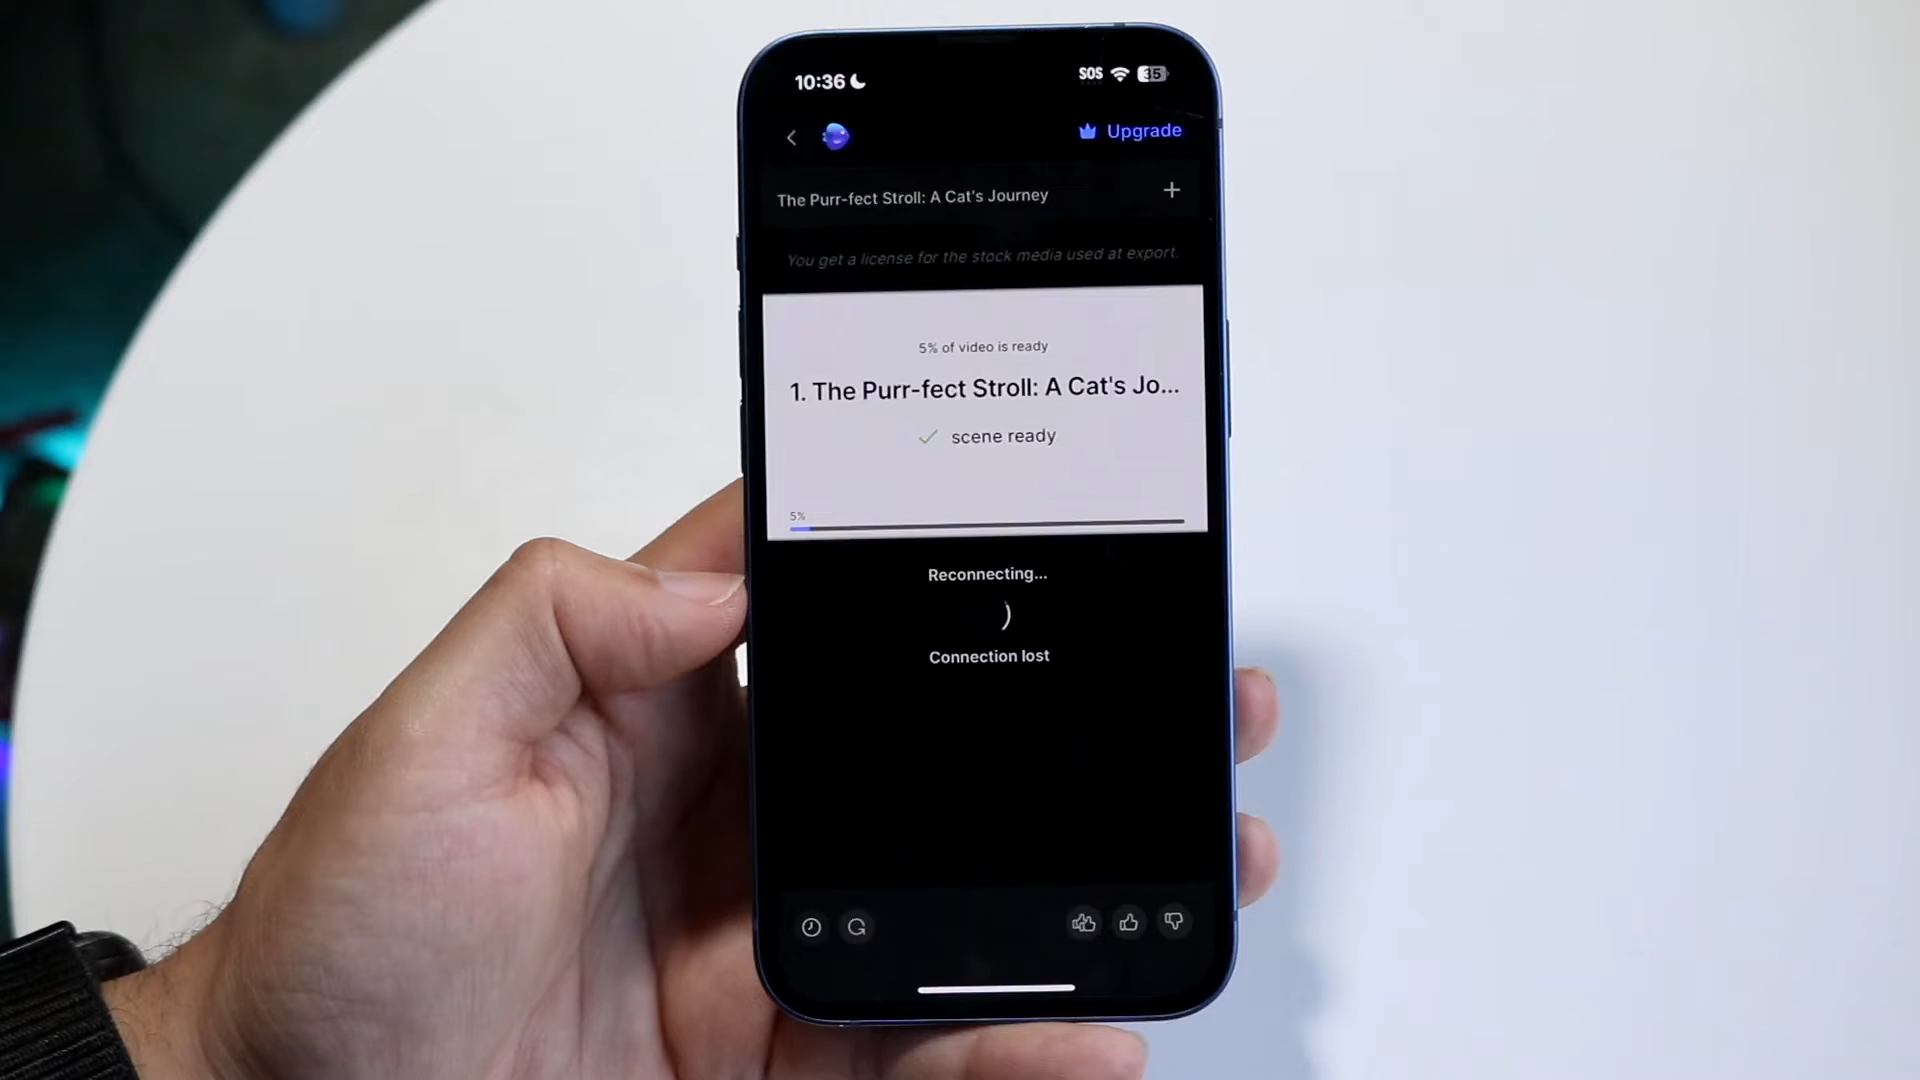 10:36
SOS
35
Upgrade
The Purr-fect Stroll: A Cat's Journey
You get a license for the stock media used at export.
5% of video is ready
1. The Purr-fect Stroll: A Cat's Jo...
scene ready
5%
Reconnecting...
Connection lost